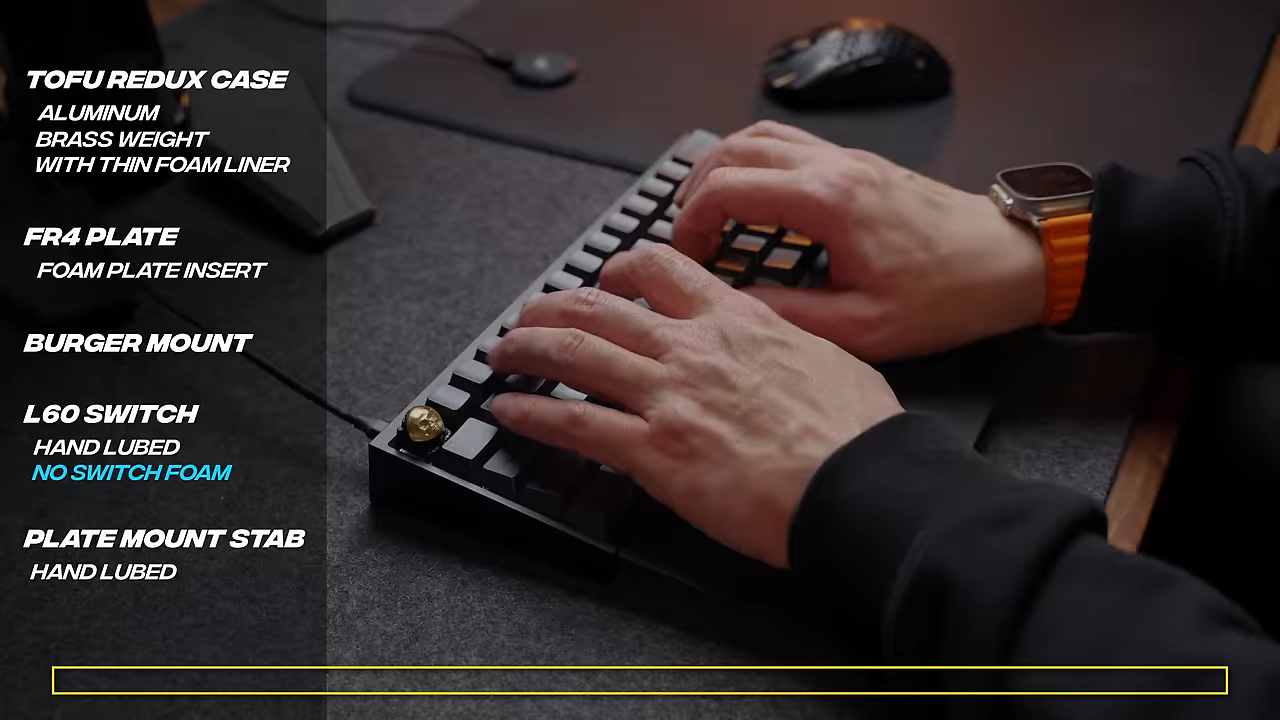 TOFU REDUX CASE
ALUMINUM
BRASS WEIGHT
WITH THIN FOAM LINER
FR4 PLATE
FOAM PLATE INSERT
BURGER MOUNT
L60 SWITCH
HAND LUBED
NO SWITCH FOAM
PLATE MOUNT STAB
HAND LUBED